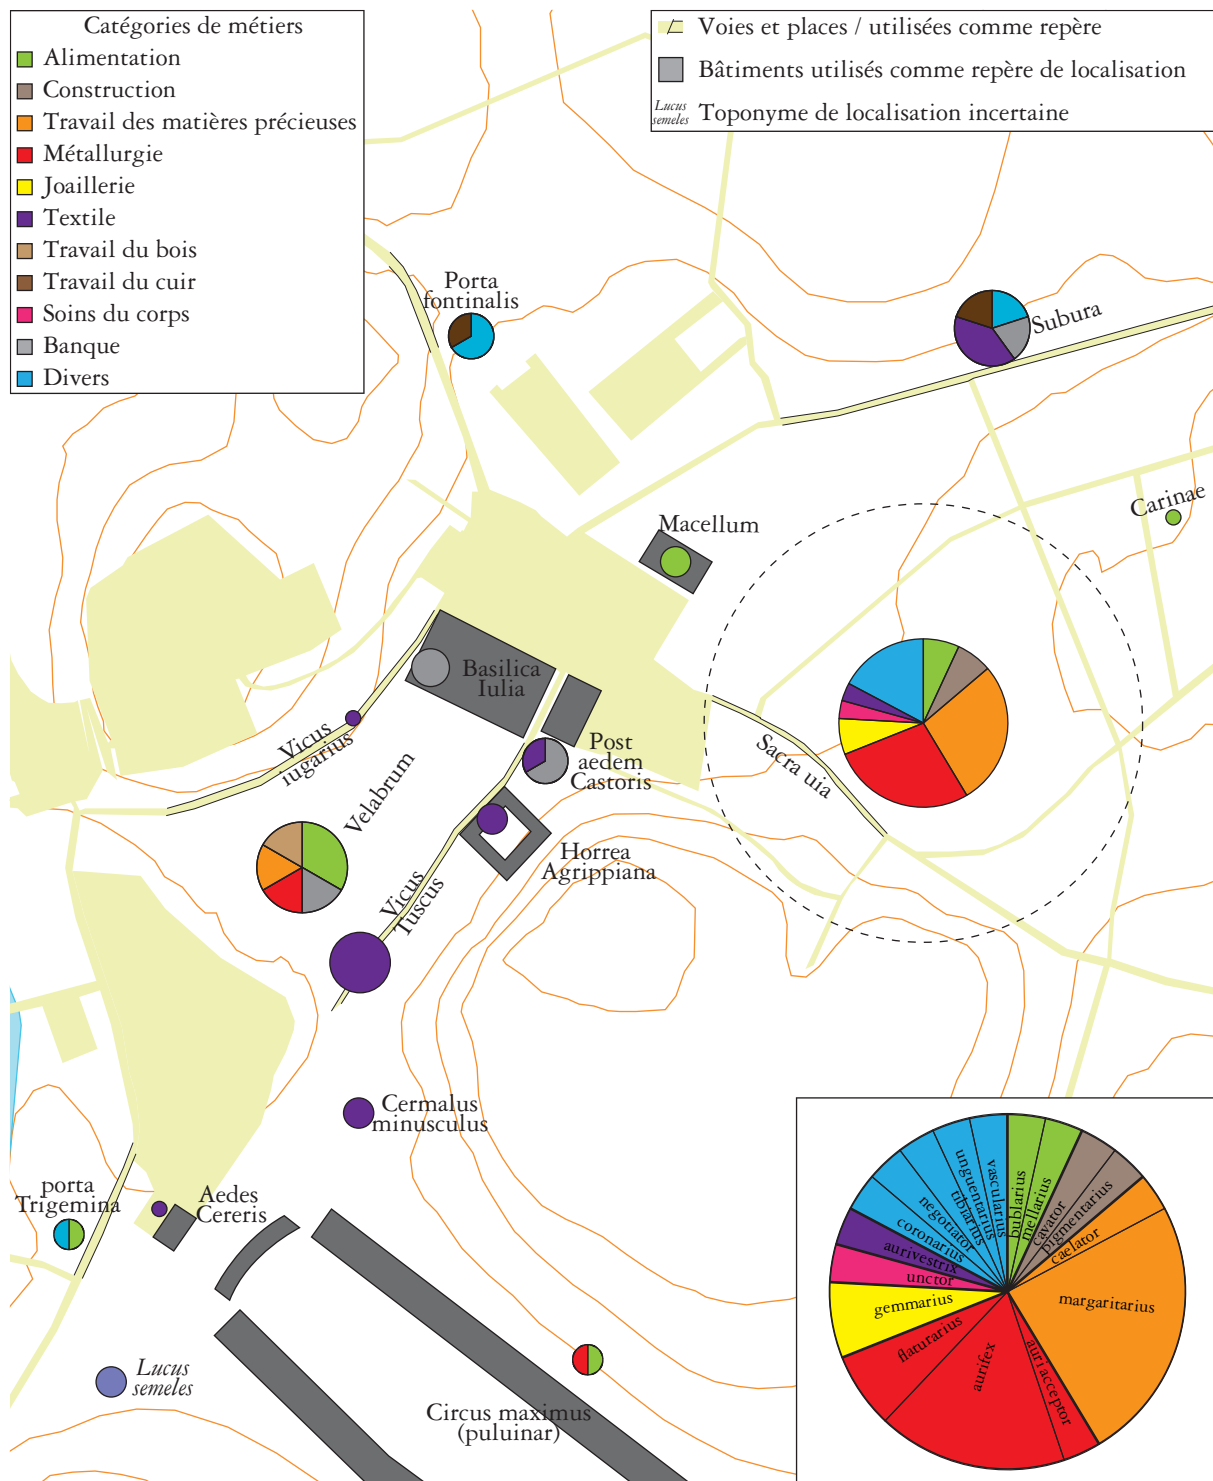 Catégories de métiers
Alimentation
Construction
Travail des matières précieuses
Métallurgie
Joaillerie
Textile
Travail du bois
Travail du cuir
Soins du corps
Banque
Divers
Voies et places / utilisées comme repère
Bâtiments utilisés comme repère de localisation
Lucus
semeles
Toponyme de localisation incertaine
Porta
fontinalis
Subura
Carinae
Macellum
Basilica
Iulia
Vicus
iugarius
Post
aedem
Castoris
Sacra uia
Velabrum
Horrea
Agrippiana
Vicus
Tuscus
Cermalus
minusculus
porta
Trigemina
Aedes
Cereris
Lucus
semeles
Circus maximus
(puluinar)
bublarius
mellarius
cavator
pigmentarius
caelator
margaritarius
auri acceptor
aurifex
flaturarius
gemmarius
unctor
aurivestrix
coronarius
negotiator
tibiarius
unguentarius
vascularius